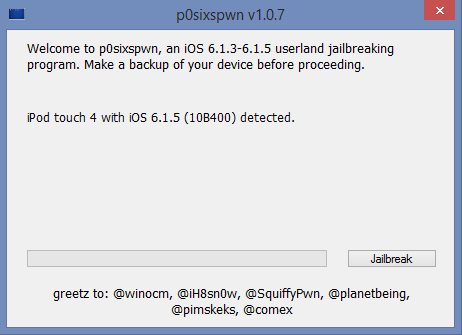 p0sixspwn v1.0.7
Welcome to p0sixspwn, an iOS 6.1.3-6.1.5 userland jailbreaking
program. Make a backup of your device before proceeding.
iPod touch 4 with iOS 6.1.5 (10B400) detected.
Jailbreak
greetz to: @winocm, @iH8sn0w, @SquiffyPwn, @planetbeing,
@pimskeks, @comex